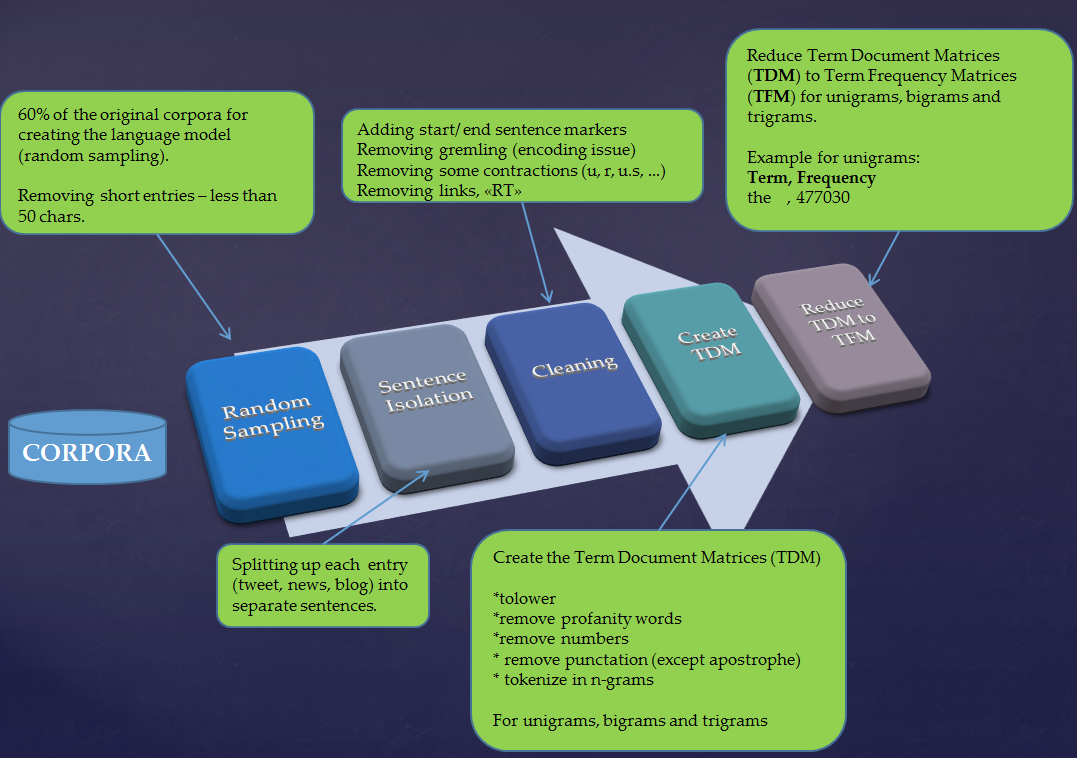 60% of the original corpora for
creating the language model
(random sampling).
Removing short entries – less than
50 chars.
Adding start/end sentence markers
Removing gremling (encoding issue)
Removing some contractions (u, r, u.s, ...)
Removing links, «RT»
Reduce Term Document Matrices
(TDM) to Term Frequency Matrices
(TFM) for unigrams, bigrams and
trigrams.
Example for unigrams:
Term, Frequency
the , 477030
CORPORA
Random
Sampling
Sentence
Isolation
Cleaning
Create
TDM
Reduce
TDM to
TFM
Splitting up each entry
(tweet, news, blog) into
separate sentences.
Create the Term Document Matrices (TDM)
*tolower
*remove profanity words
*remove numbers
* remove punctation (except apostrophe)
* tokenize in n-grams
For unigrams, bigrams and trigrams